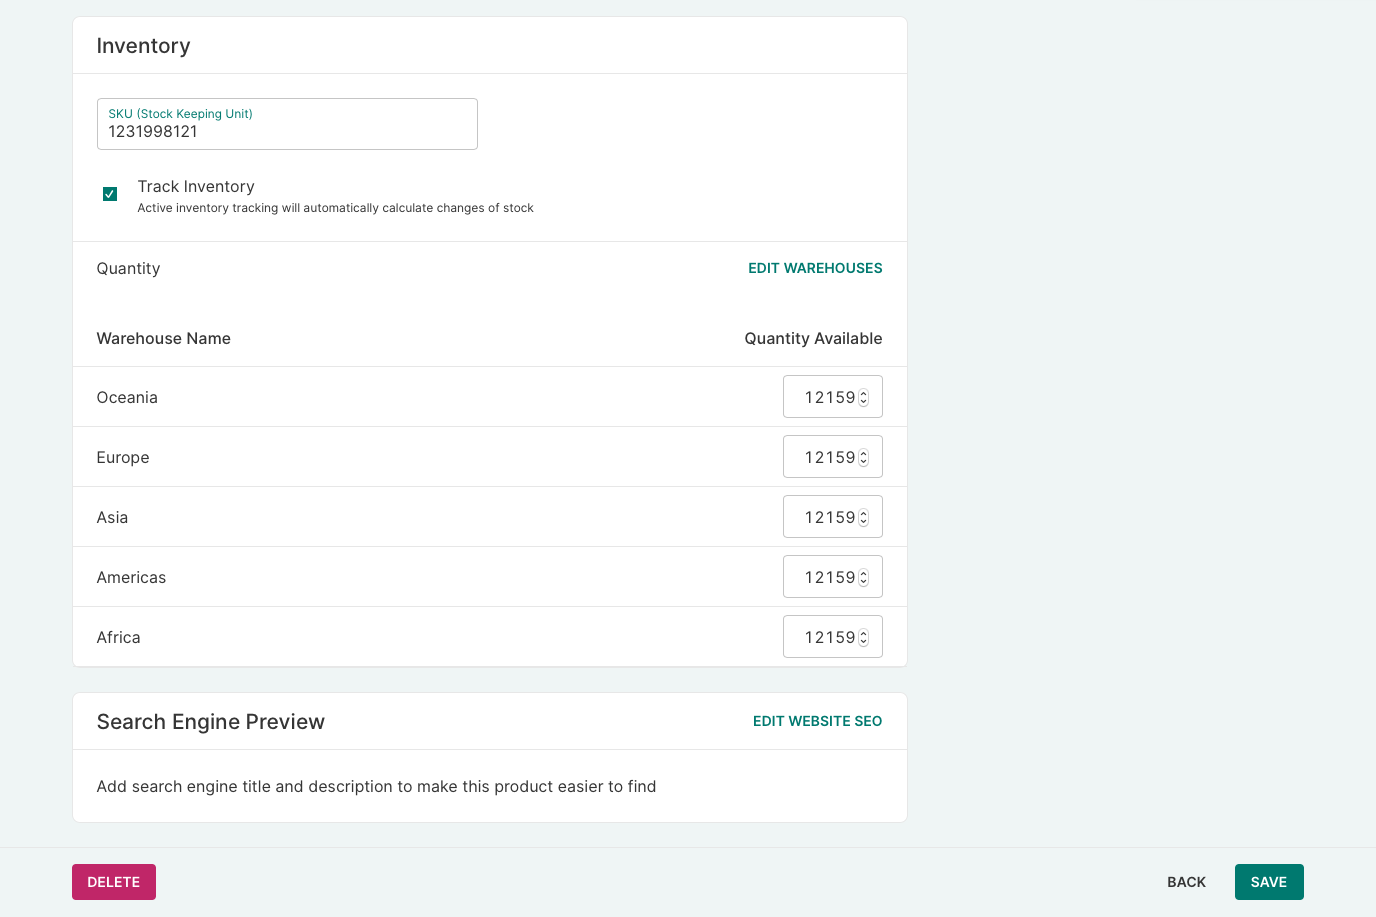 Inventory
SKU (Stock Keeping Unit)
1231998121
Track Inventory
Active inventory tracking will automatically calculate changes of stock
Quantity EDIT WAREHOUSES
Warehouse Name Quantity Available
Oceania 12159
Europe 12159
Asia 12159
Americas 12159
Africa 12159
Search Engine Preview EDIT WEBSITE SEO
Add search engine title and description to make this product easier to find
DELETE BACK SAVE